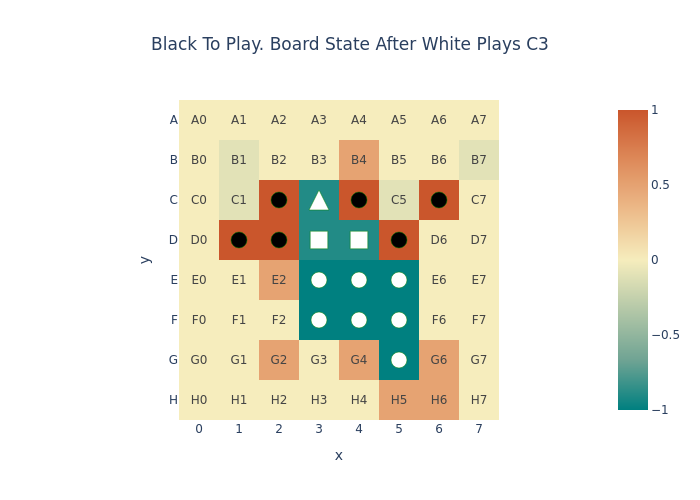 Black To Play. Board State After White Plays C3
A A0 A1 A2 A3 A4 A5 A6 A7 1
B B0 B1 B2 B3 B4 B5 B6 B7 0.5
C C0 C1 C5 C7
D D0 D6 D7 0
y
E E0 E1 E2 E6 E7
F F0 F1 F2 F6 F7 −0.5
G G0 G1 G2 G3 G4 G6 G7
H H0 H1 H2 H3 H4 H5 H6 H7 −1
0 1 2 3 4 5 6 7
x